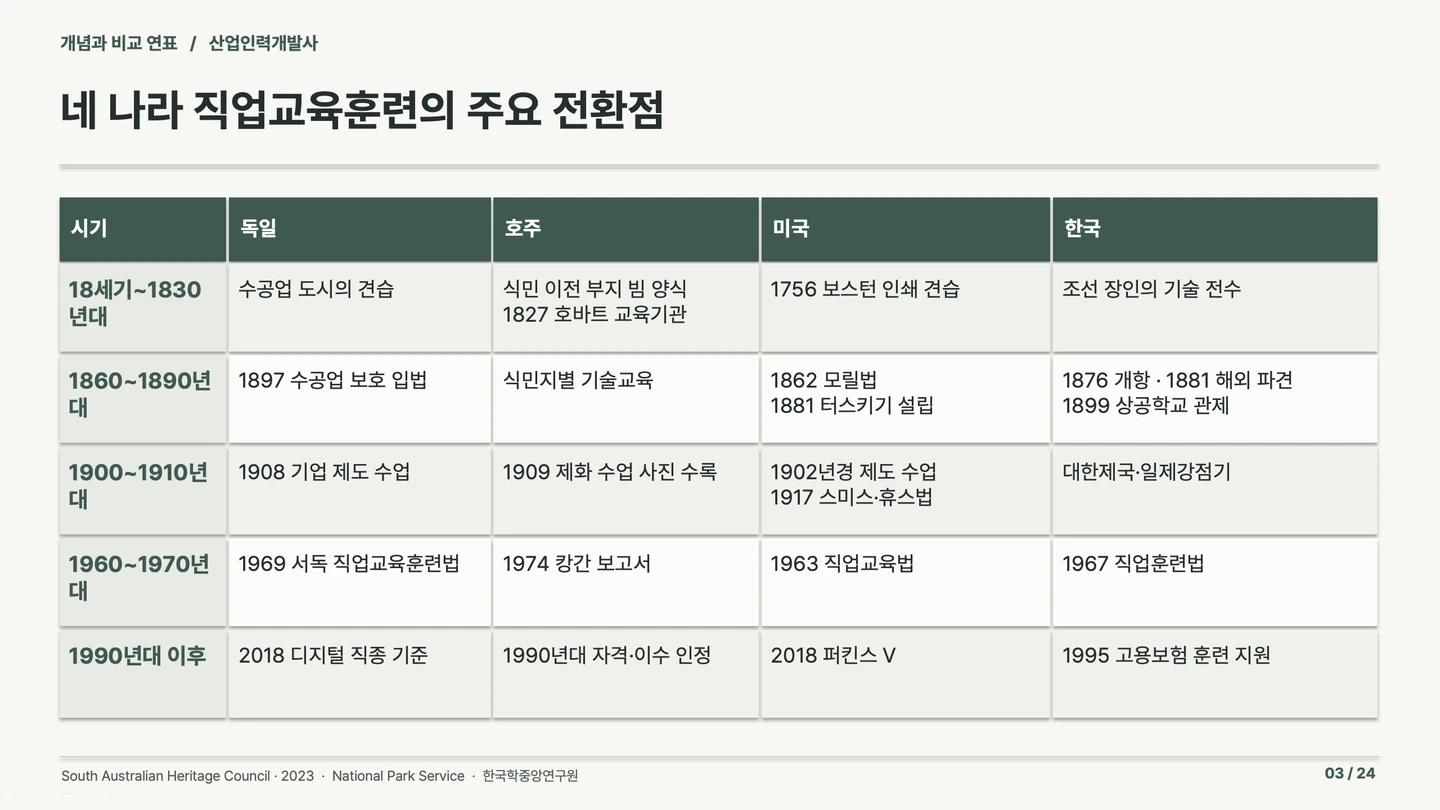 개념과 비교 연표 / 산업인력개발사
네 나라 직업교육훈련의 주요 전환점
시기 독일 호주 미국 한국
18세기~1830
년대
수공업 도시의 견습
식민 이전 부지 빔 양식
1827 호바트 교육기관
1756 보스턴 인쇄 견습
조선 장인의 기술 전수
1860~1890년
대
1897 수공업 보호 입법
식민지별 기술교육
1862 모릴법
1881 터스키기 설립
1876 개항 · 1881 해외 파견
1899 상공학교 관제
1900~1910년
대
1908 기업 제도 수업
1909 제화 수업 사진 수록
1902년경 제도 수업
1917 스미스·휴스법
대한제국·일제강점기
1960~1970년
대
1969 서독 직업교육훈련법
1974 캉간 보고서
1963 직업교육법
1967 직업훈련법
1990년대 이후
2018 디지털 직종 기준
1990년대 자격·이수 인정
2018 퍼킨스 V
1995 고용보험 훈련 지원
South Australian Heritage Council · 2023 · National Park Service · 한국학중앙연구원
03 / 24